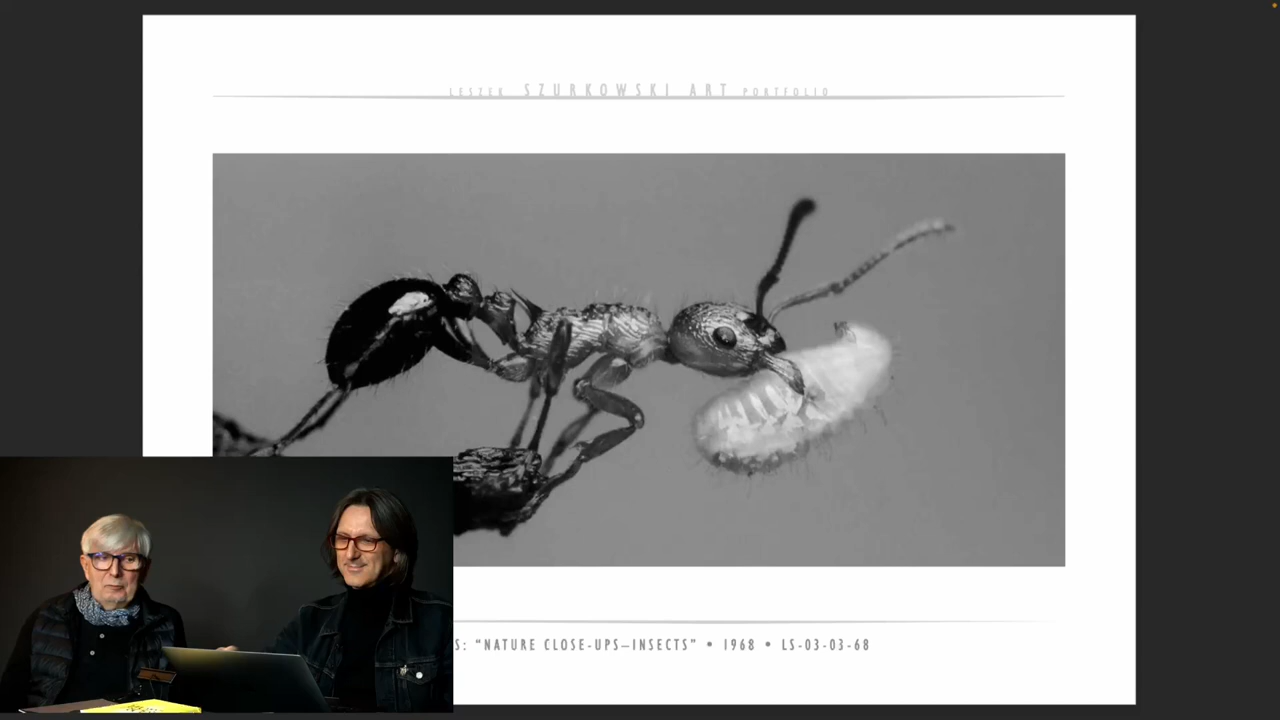 LESZEK SZURKOWSKI ART PORTFOLIO
S: “NATURE CLOSE-UPS—INSECTS” • 1968 • LS-03-03-68